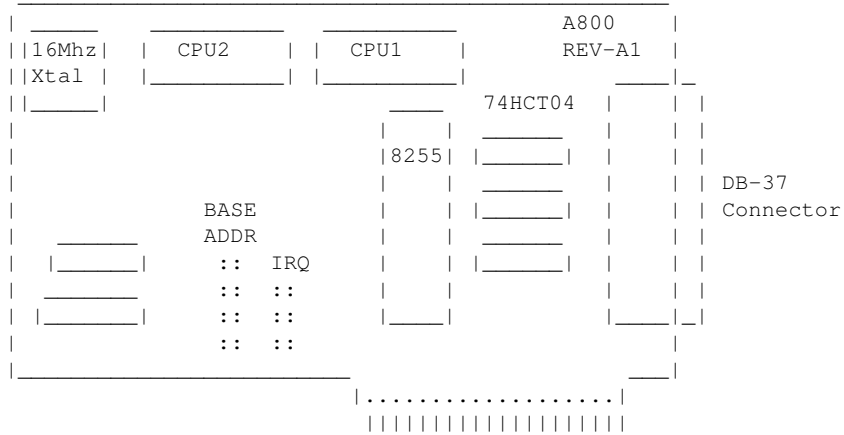 A800
16Mhz CPU2 CPU1 REV-A1
Xtal
74HCT04
8255
DB-37
BASE Connector
ADDR
IRQ